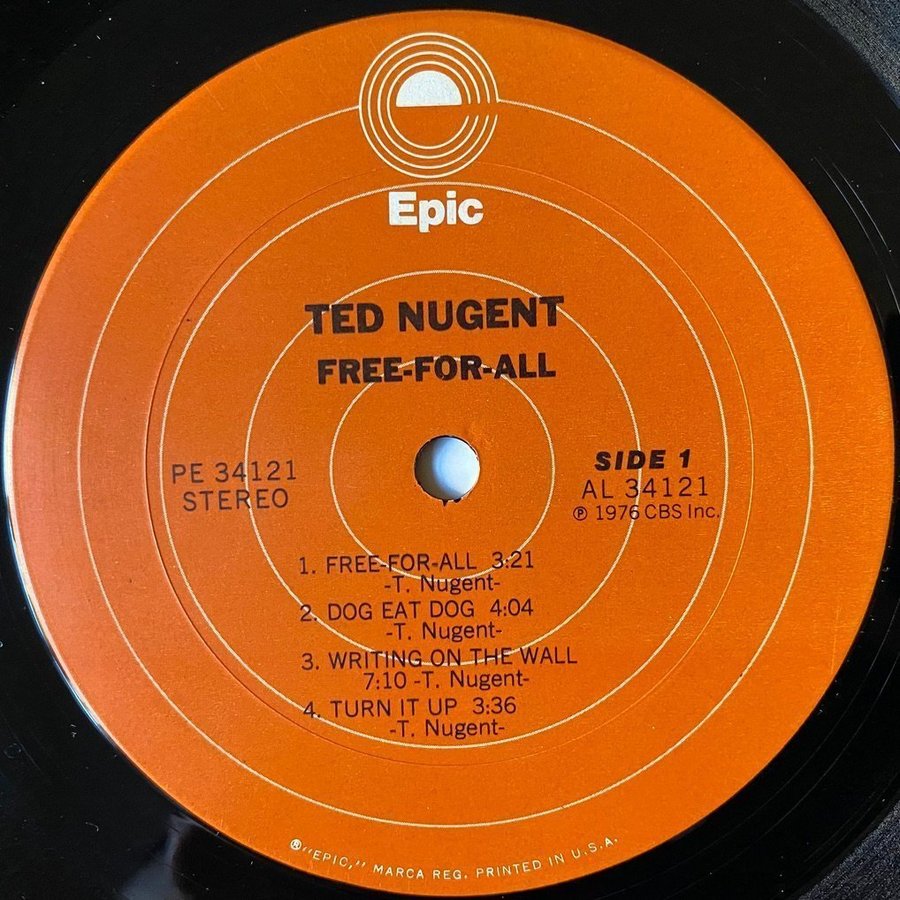 Epic
TED NUGENT
FREE-FOR-ALL
PE 34121
STEREO
SIDE 1
AL 34121
℗ 1976 CBS Inc.
1. FREE-FOR-ALL 3:21
-T. Nugent-
2. DOG EAT DOG 4:04
-T. Nugent-
3. WRITING ON THE WALL
7:10 -T. Nugent-
4. TURN IT UP 3:36
-T. Nugent-
®"EPIC," MARCA REG. PRINTED IN U.S.A.